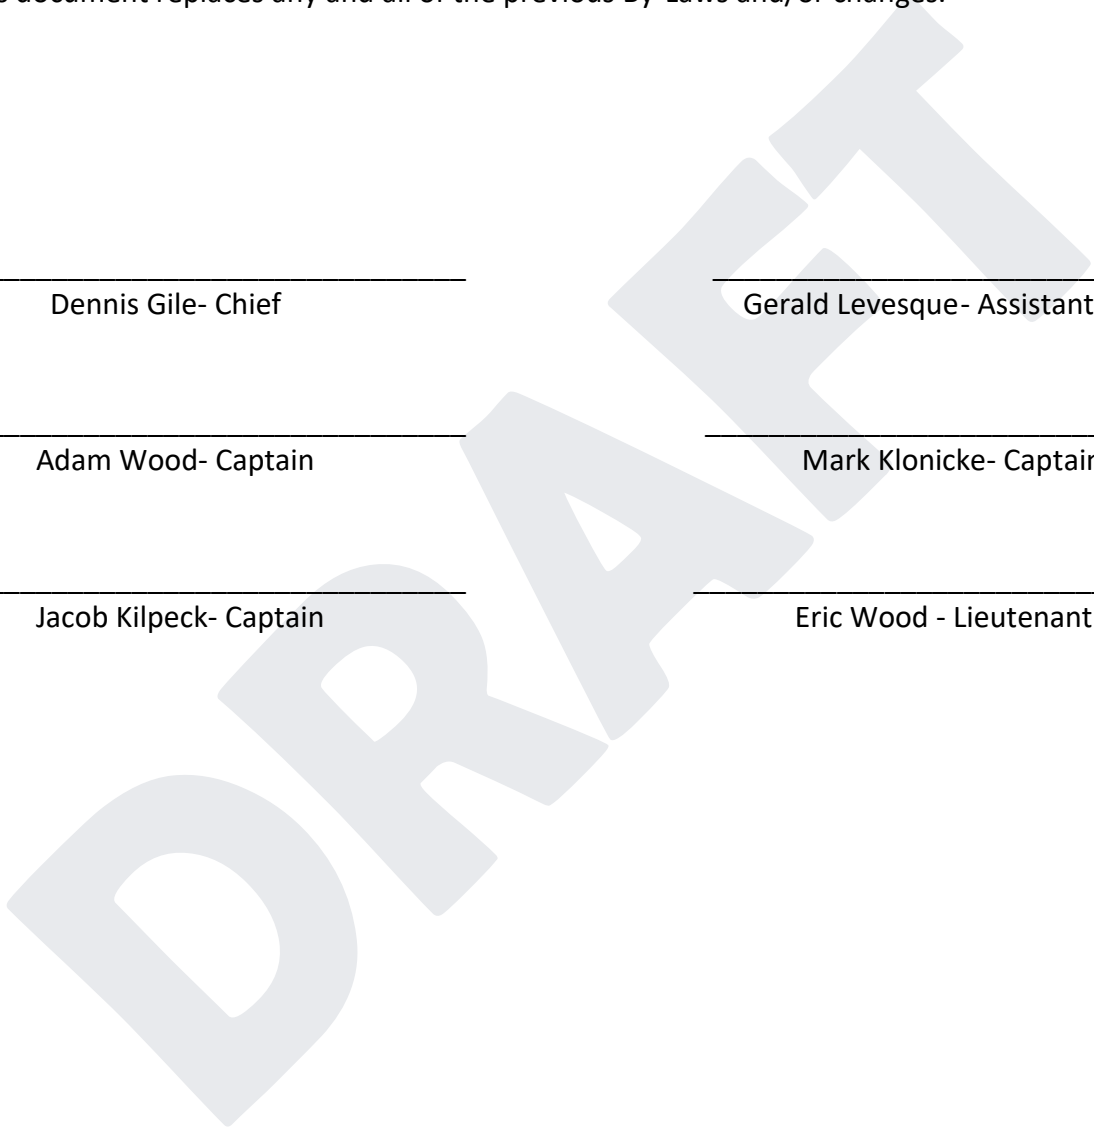 document replaces any and all of the previous By-Laws and/or changes.
Dennis Gile- Chief
Gerald Levesque- Assistant
Adam Wood- Captain
Mark Klonicke- Captain
Jacob Kilpeck- Captain
Eric Wood - Lieutenant
DRAFT